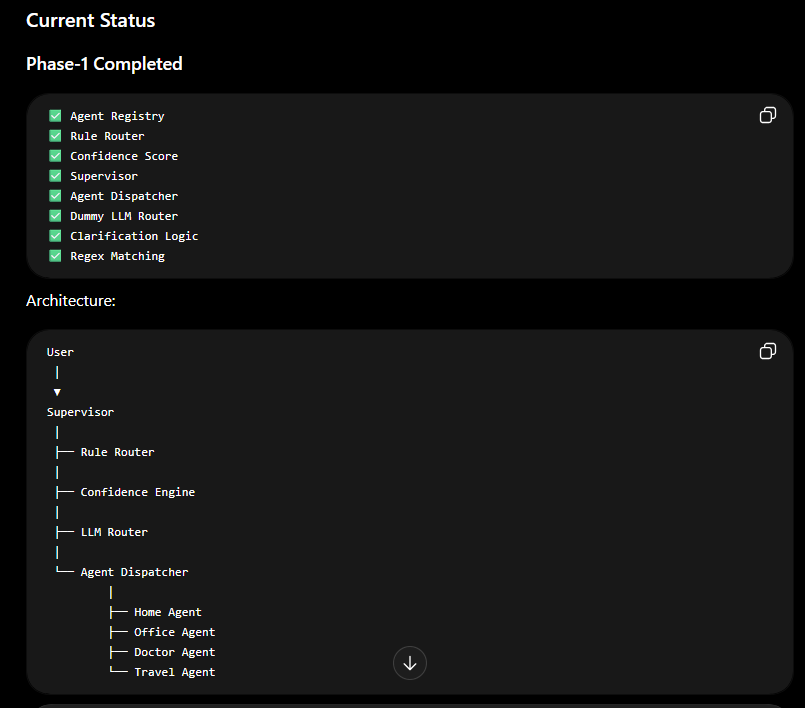 Current Status
Phase-1 Completed
✅ Agent Registry
✅ Rule Router
✅ Confidence Score
✅ Supervisor
✅ Agent Dispatcher
✅ Dummy LLM Router
✅ Clarification Logic
✅ Regex Matching
Architecture:
User
│
▼
Supervisor
│
├── Rule Router
│
├── Confidence Engine
│
├── LLM Router
│
└── Agent Dispatcher
│
├── Home Agent
├── Office Agent
├── Doctor Agent
└── Travel Agent